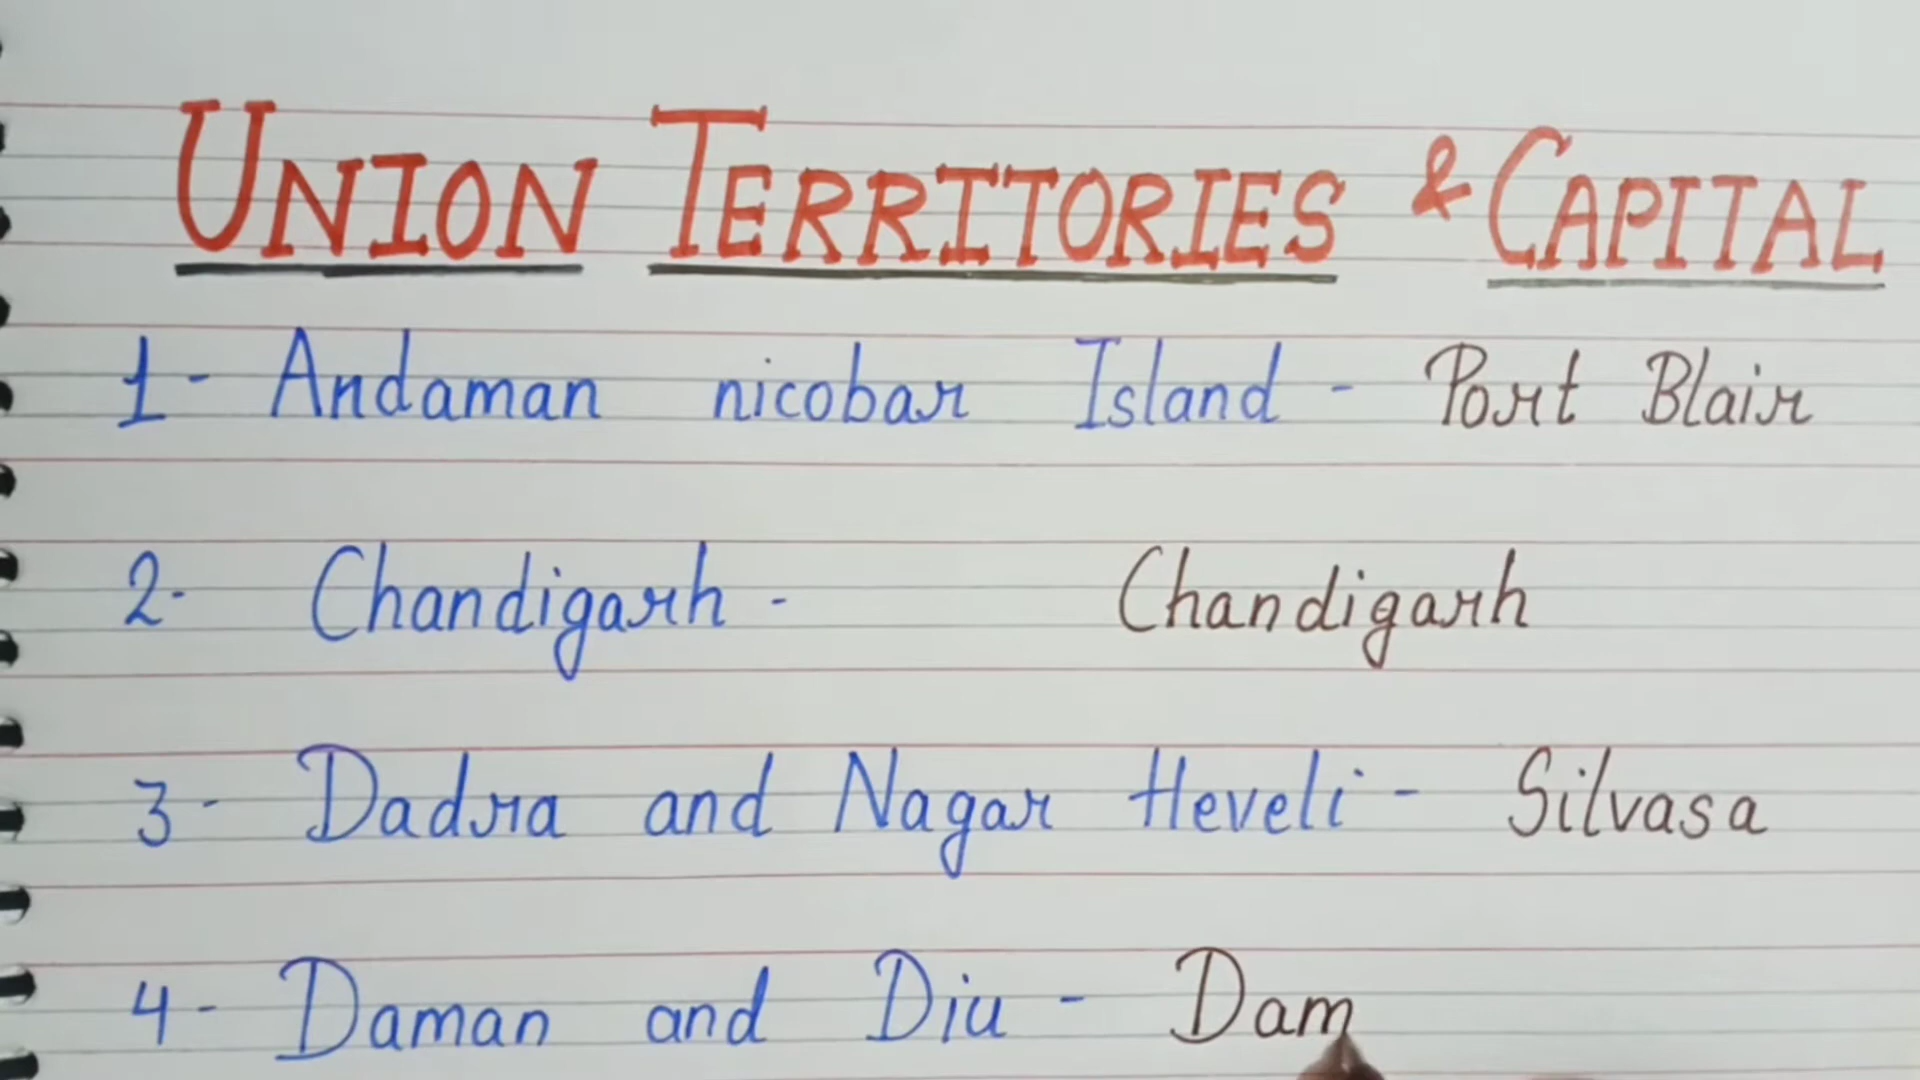 UNION TERRITORIES & CAPITAL
1- Andaman nicobar Island - Port Blair
2- Chandigarh - Chandigarh
3- Dadra and Nagar Heveli - Silvasa
4- Daman and Diu - Dam